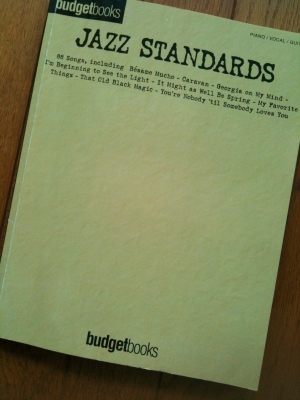 budgetbooks
PIANO / VOCAL / GUI
JAZZ STANDARDS
Songs, including Bésame Mucho - Caravan - Georgia on My Mind -
I'm Beginning to See the Light - It Might as Well Be Spring - My Favorite
Things - That Old Black Magic - You're Nobody 'til Somebody Loves You
budgetbooks